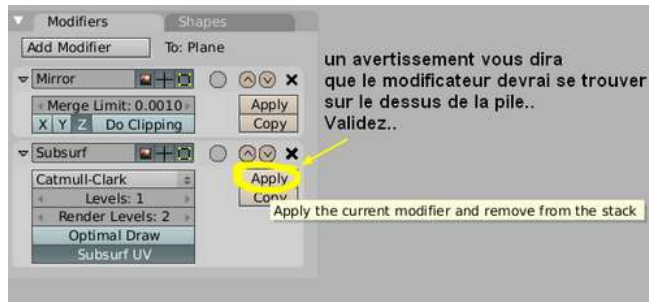 Modifiers Shapes
Add Modifier To: Plane
Mirror
Merge Limit: 0.0010 Apply
X Y Z Do Clipping Copy
Subsurf
Catmull-Clark Apply
Levels: 1 Copy
Render Levels: 2
Optimal Draw
Subsurf UV
un avertissement vous dira
que le modificateur devrai se trouver
sur le dessus de la pile..
Validez..
Apply the current modifier and remove from the stack